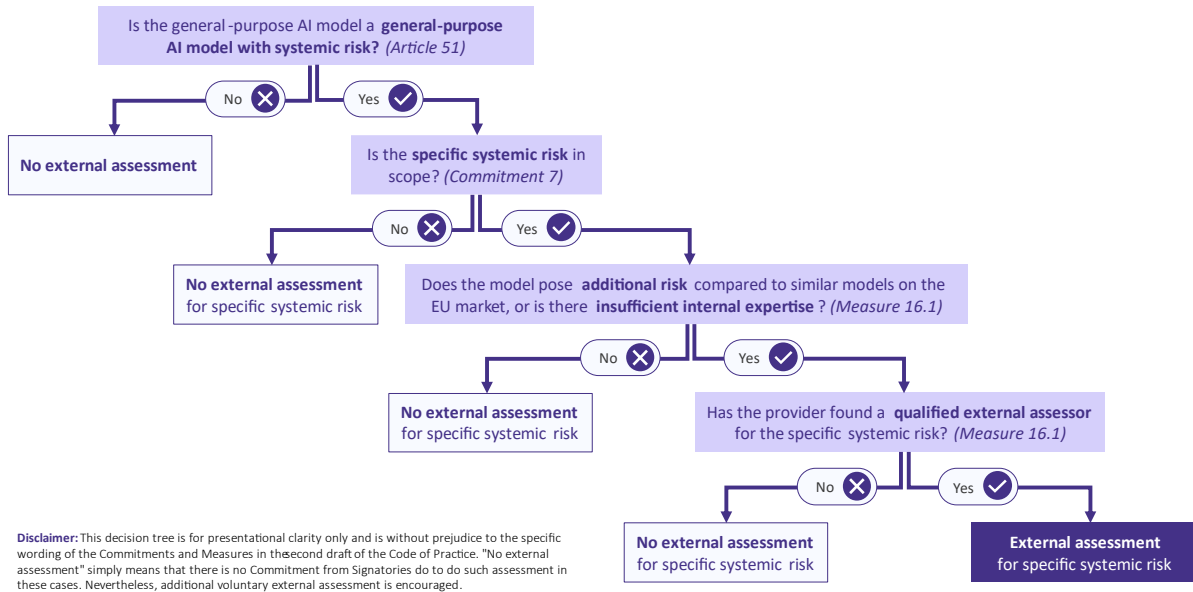 Is the general-purpose AI model a general-purpose
AI model with systemic risk? (Article 51)
No
Yes
No external assessment
Is the specific systemic risk in
scope? (Commitment 7)
No
Yes
No external assessment
for specific systemic risk
Does the model pose additional risk compared to similar models on the
EU market, or is there insufficient internal expertise ? (Measure 16.1)
No
Yes
No external assessment
for specific systemic risk
Has the provider found a qualified external assessor
for the specific systemic risk? (Measure 16.1)
No
Yes
No external assessment
for specific systemic risk
External assessment
for specific systemic risk
Disclaimer: This decision tree is for presentational clarity only and is without prejudice to the specific
wording of the Commitments and Measures in the second draft of the Code of Practice. "No external
assessment" simply means that there is no Commitment from Signatories do to do such assessment in
these cases. Nevertheless, additional voluntary external assessment is encouraged.